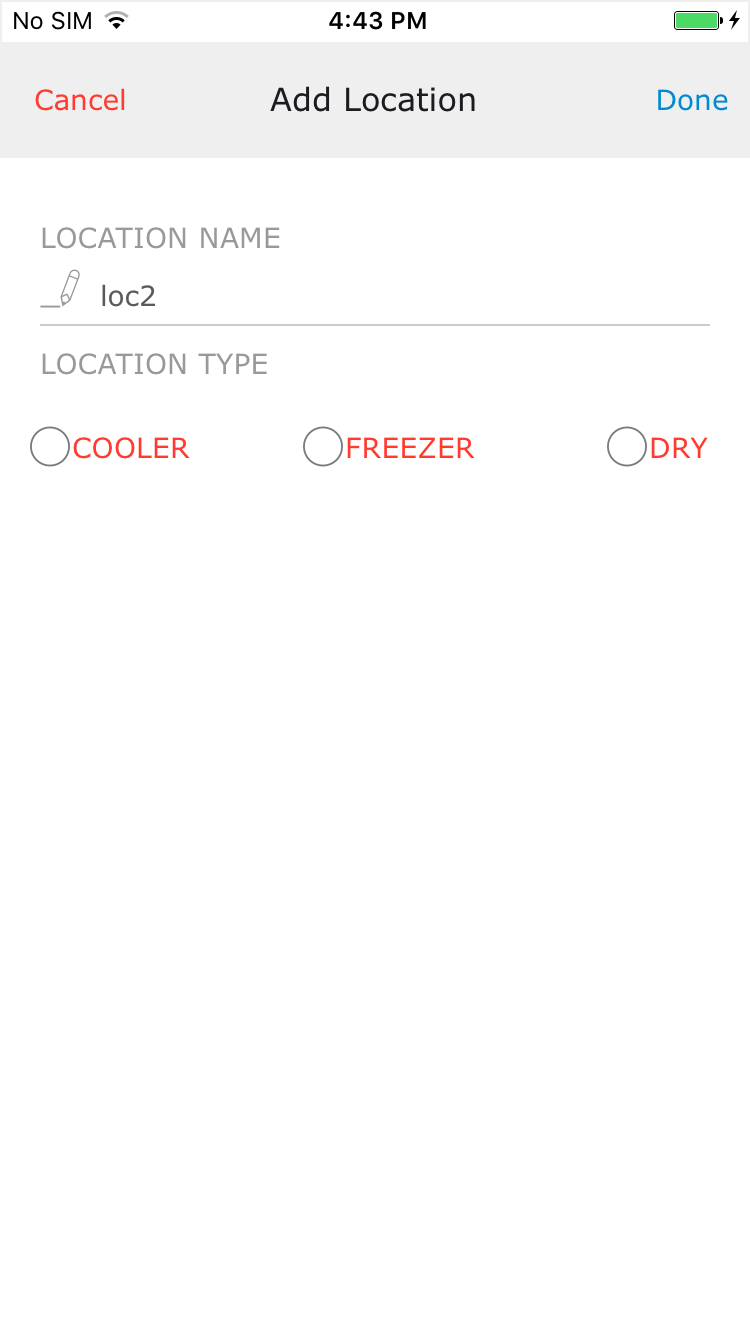 No SIM 4:43 PM
Cancel Add Location Done
LOCATION NAME
loc2
LOCATION TYPE
COOLER FREEZER DRY